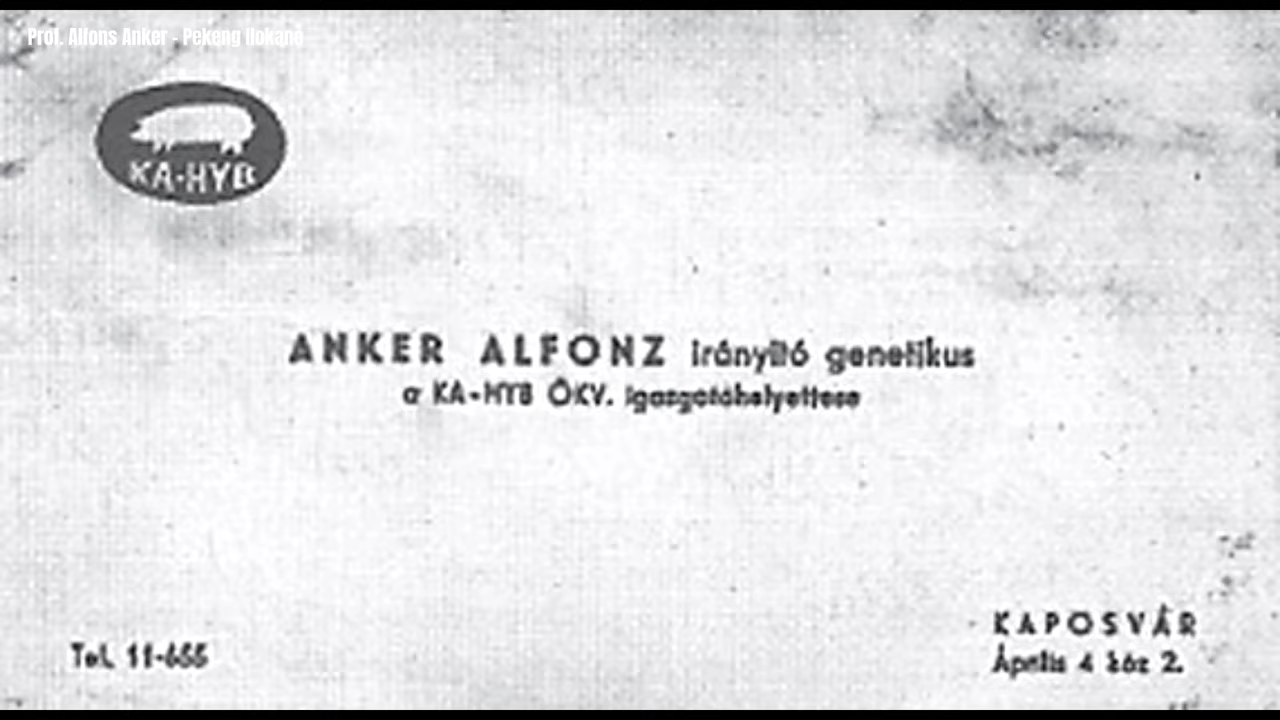 Prof. Alfons Anker - Pekeng Ilokano
KA-HYB
ANKER ALFONZ irányító genetikus
a KA-HYB ÖKV. igazgatóhelyettese
Tel. 11-655
KAPOSVÁR
Április 4 köz 2.